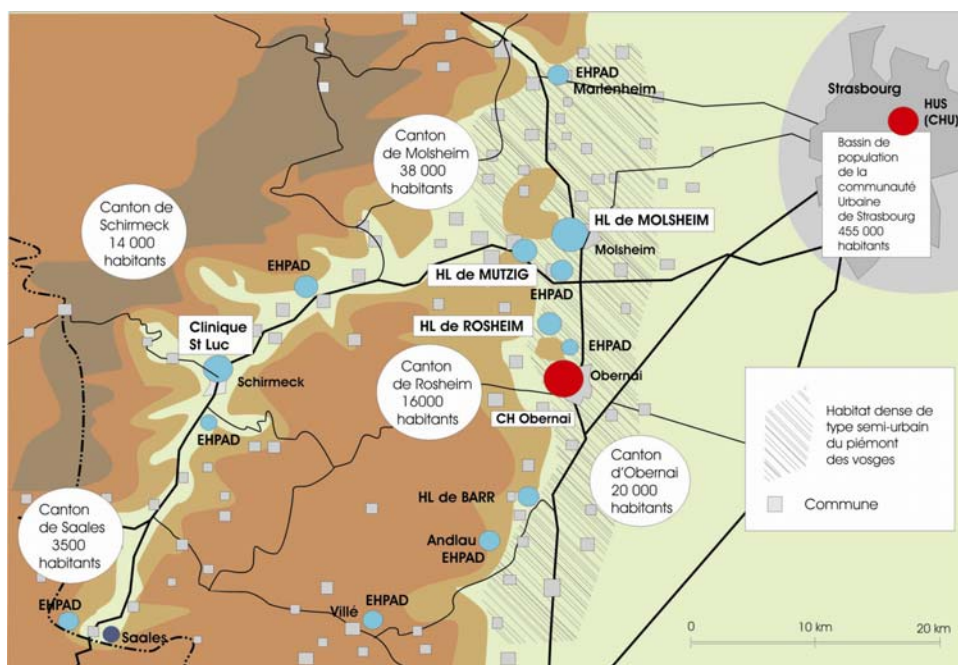 EHPAD
Marlenheim
Strasbourg
HUS
(CHU)
Bassin de
population
de la
communauté
Urbaine
de Strasbourg
455 000
habitants
Canton
de Molsheim
38 000
habitants
Canton de
Schirmeck
14 000
habitants
HL de MOLSHEIM
Molsheim
EHPAD
HL de MUTZIG
EHPAD
HL de ROSHEIM
Clinique
St Luc
EHPAD
Schirmeck
Canton
de Rosheim
16000
habitants
Obernai
CH Obernai
EHPAD
Habitat dense de
type semi-urbain
du piémont
des vosges
Commune
Canton
d'Obernai
20 000
habitants
HL de BARR
Canton
de Saales
3500
habitants
Andlau
EHPAD
EHPAD
Villé
EHPAD
Saales
0
10 km
20 km